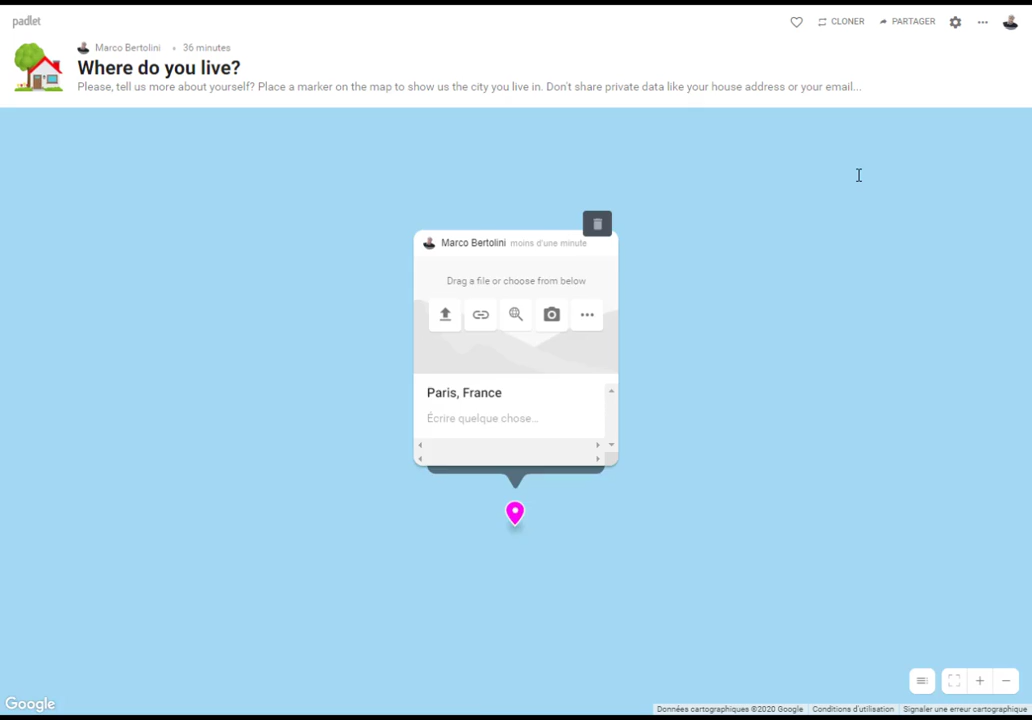 padlet
CLONER
PARTAGER
Marco Bertolini • 36 minutes
Where do you live?
Please, tell us more about yourself? Place a marker on the map to show us the city you live in. Don't share private data like your house address or your email...
Marco Bertolini moins d'une minute
Drag a file or choose from below
Paris, France
Écrire quelque chose...
Google
Données cartographiques ©2020 Google
Conditions d'utilisation
Signaler une erreur cartographique